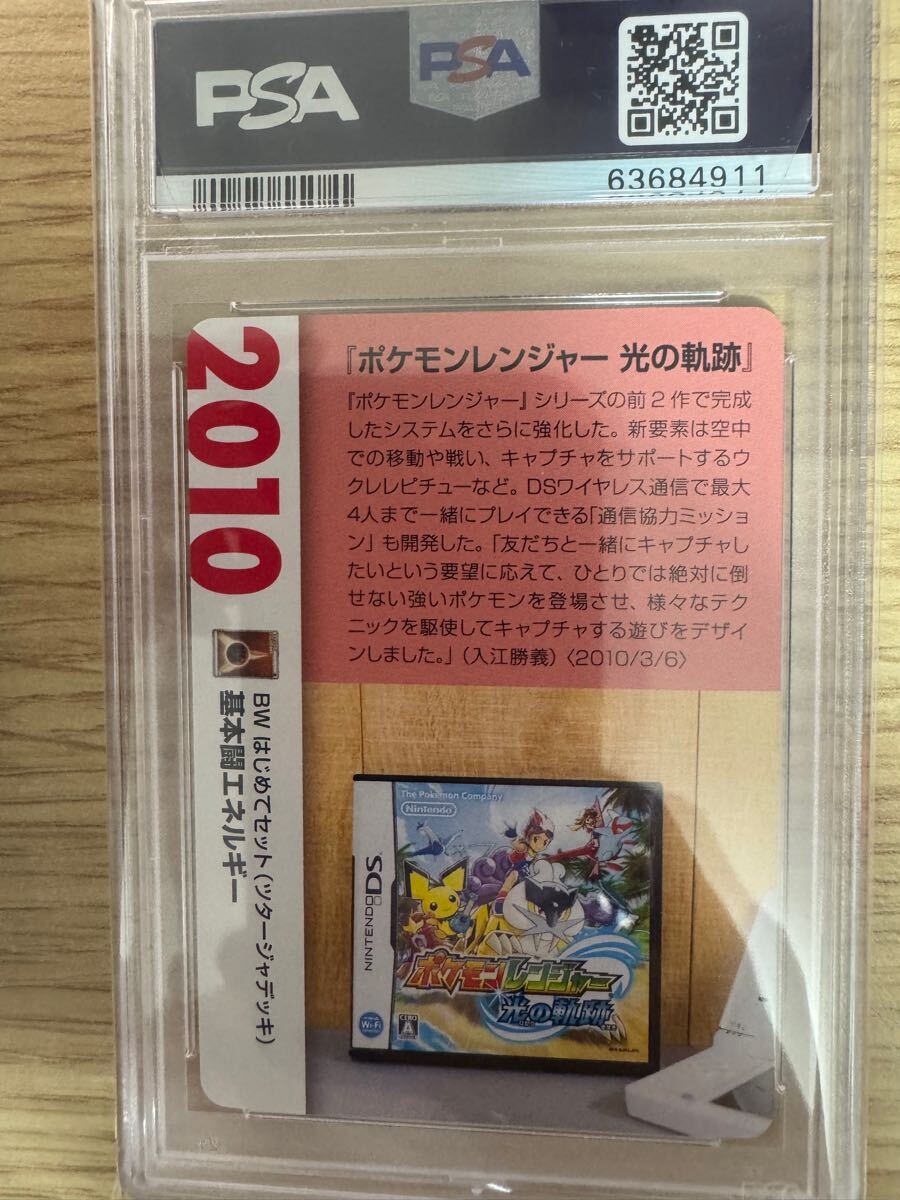 PSA
PSA
63684911
2010
『ポケモンレンジャー 光の軌跡』
『ポケモンレンジャー』シリーズの前2作で完成
したシステムをさらに強化した。新要素は空中
での移動や戦い、キャプチャをサポートするウ
クレレピチューなど。DSワイヤレス通信で最大
4人まで一緒にプレイできる「通信協力ミッショ
ン」も開発した。「友だちと一緒にキャプチャし
たいという要望に応えて、ひとりでは絶対に倒
せない強いポケモンを登場させ、様々なテク
ニックを駆使してキャプチャする遊びをデザイ
ンしました。」(入江勝義)〈2010/3/6〉
BW はじめてセット(ツタージャデッキ)
基本闘エネルギー
The Pokémon Company
Nintendo
NINTENDO DS
ポケモンレンジャー
光の軌跡
Wi-Fi
CERO
A